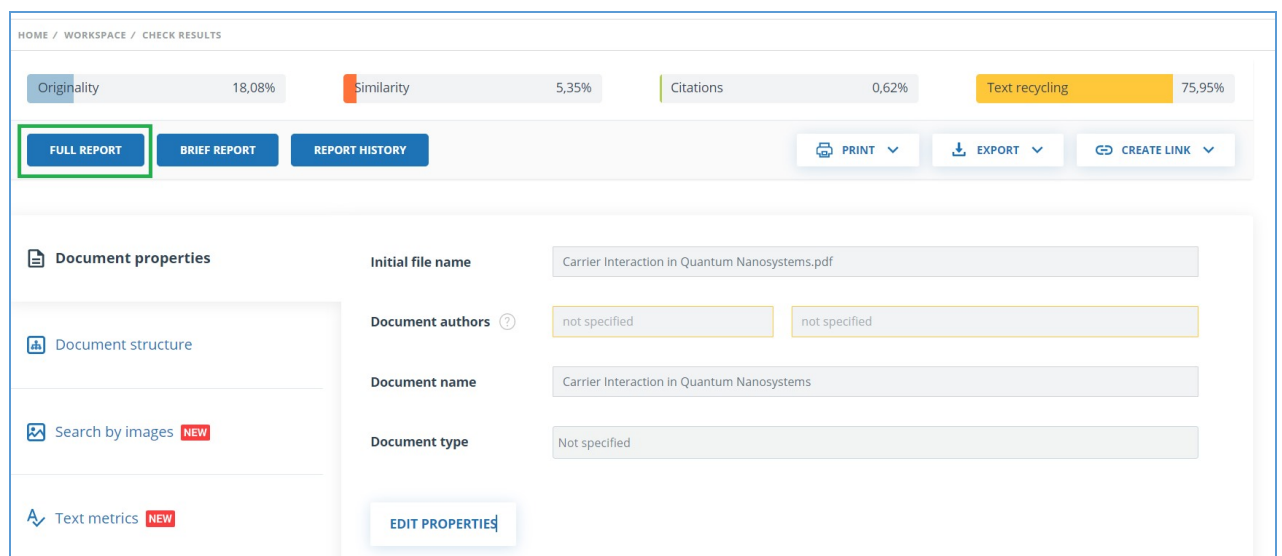 HOME / WORKSPACE / CHECK RESULTS
Originality 18,08% Similarity 5,35% Citations 0,62% Text recycling 75,95%
FULL REPORT BRIEF REPORT REPORT HISTORY PRINT EXPORT CREATE LINK
Document properties
Document structure
Search by images NEW
Text metrics NEW
Initial file name Carrier Interaction in Quantum Nanosystems.pdf
Document authors ? not specified not specified
Document name Carrier Interaction in Quantum Nanosystems
Document type Not specified
EDIT PROPERTIES